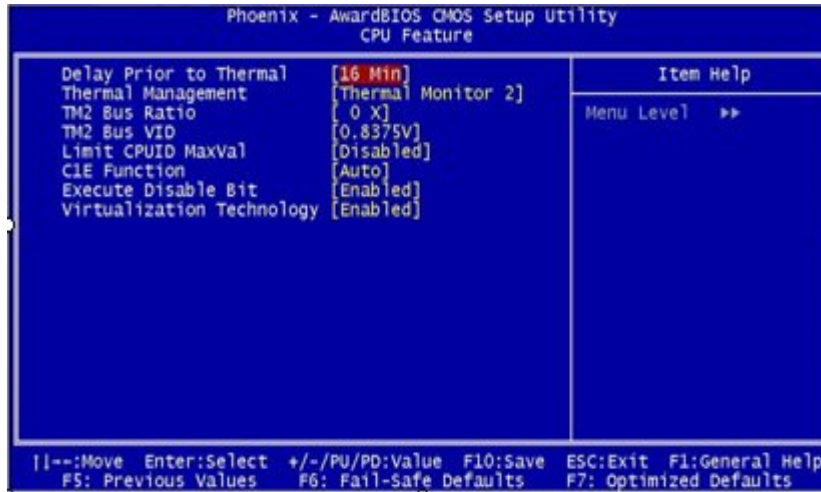 Phoenix - AwardBIOS CMOS Setup Utility
CPU Feature
Delay Prior to Thermal [16 Min]
Thermal Management [Thermal Monitor 2]
TM2 Bus Ratio [ 0 X]
TM2 Bus VID [0.8375V]
Limit CPUID MaxVal [Disabled]
C1E Function [Auto]
Execute Disable Bit [Enabled]
Virtualization Technology [Enabled]
Item Help
Menu Level ▶▶
↑↓→←:Move Enter:Select +/-/PU/PD:Value F10:Save ESC:Exit F1:General Help
F5: Previous Values F6: Fail-Safe Defaults F7: Optimized Defaults